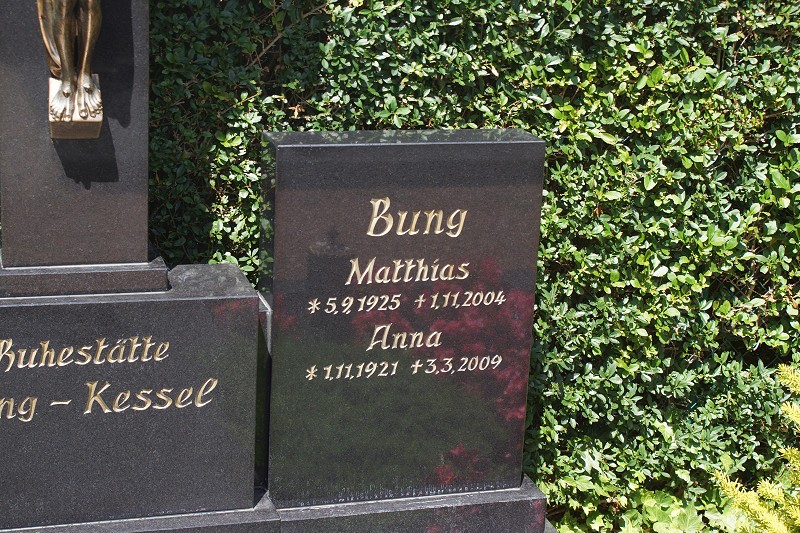 Ruhestätte
ng - Kessel
Bung
Matthias
*5.9.1925 +1.11.2004
Anna
*1.11.1921 +3.3.2009